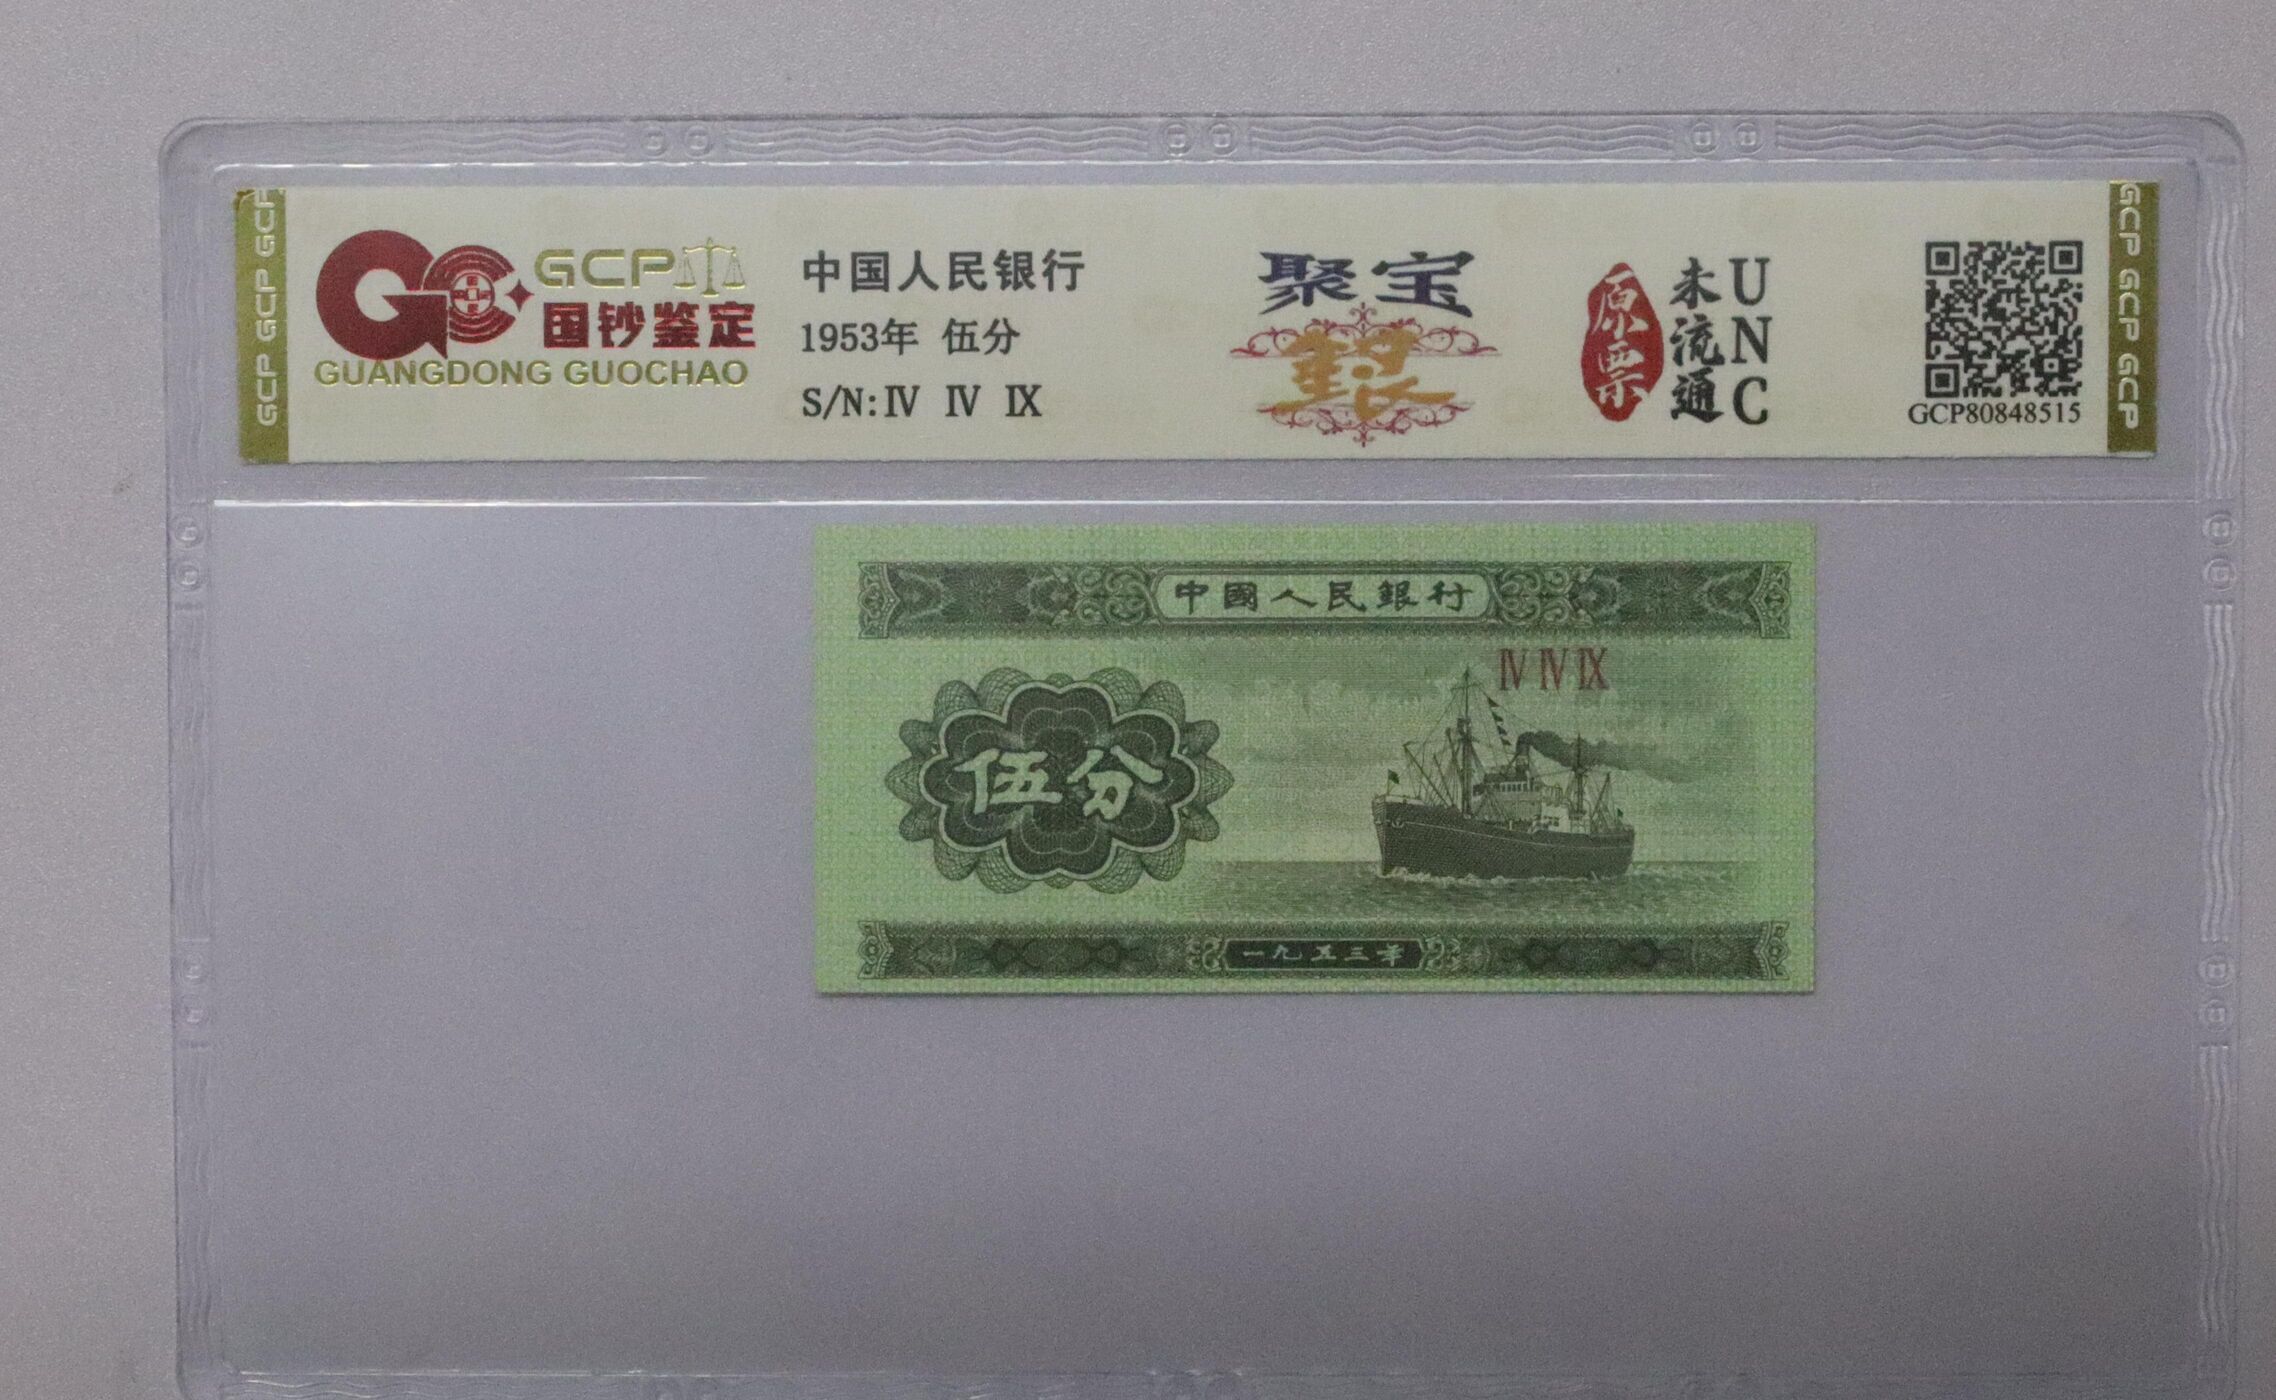 GCP GCP GCP
GCP
国钞鉴定
GUANGDONG GUOCHAO
中国人民银行
1953年 伍分
S/N:Ⅳ Ⅳ Ⅸ
聚宝
银
原票
未流通
UNC
GCP80848515
GCP GCP GCP
中國人民銀行
Ⅳ Ⅳ Ⅸ
伍分
一九五三年